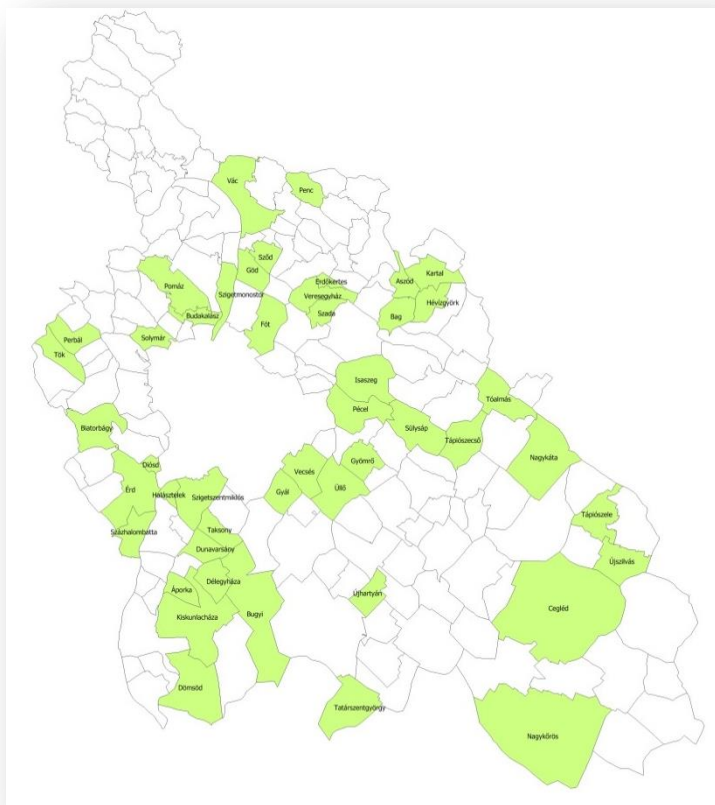 Vác
Penc
Sződ
Göd
Pomáz
Szigetmonostor
Budakalász
Erdőkertes
Veresegyház
Szada
Fót
Aszód
Kartal
Hévízgyörk
Bag
Perbál
Tök
Solymár
Isaszeg
Pécel
Tóalmás
Sülysáp
Tápiószecső
Nagykáta
Biatorbágy
Diósd
Érd
Halásztelek
Szigetszentmiklós
Százhalombatta
Gyömrő
Vecsés
Üllő
Gyál
Taksony
Dunavarsány
Délegyháza
Áporka
Kiskunlacháza
Bugyi
Újhartyán
Tápiószele
Újszilvás
Cegléd
Dömsöd
Tatárszentgyörgy
Nagykőrös